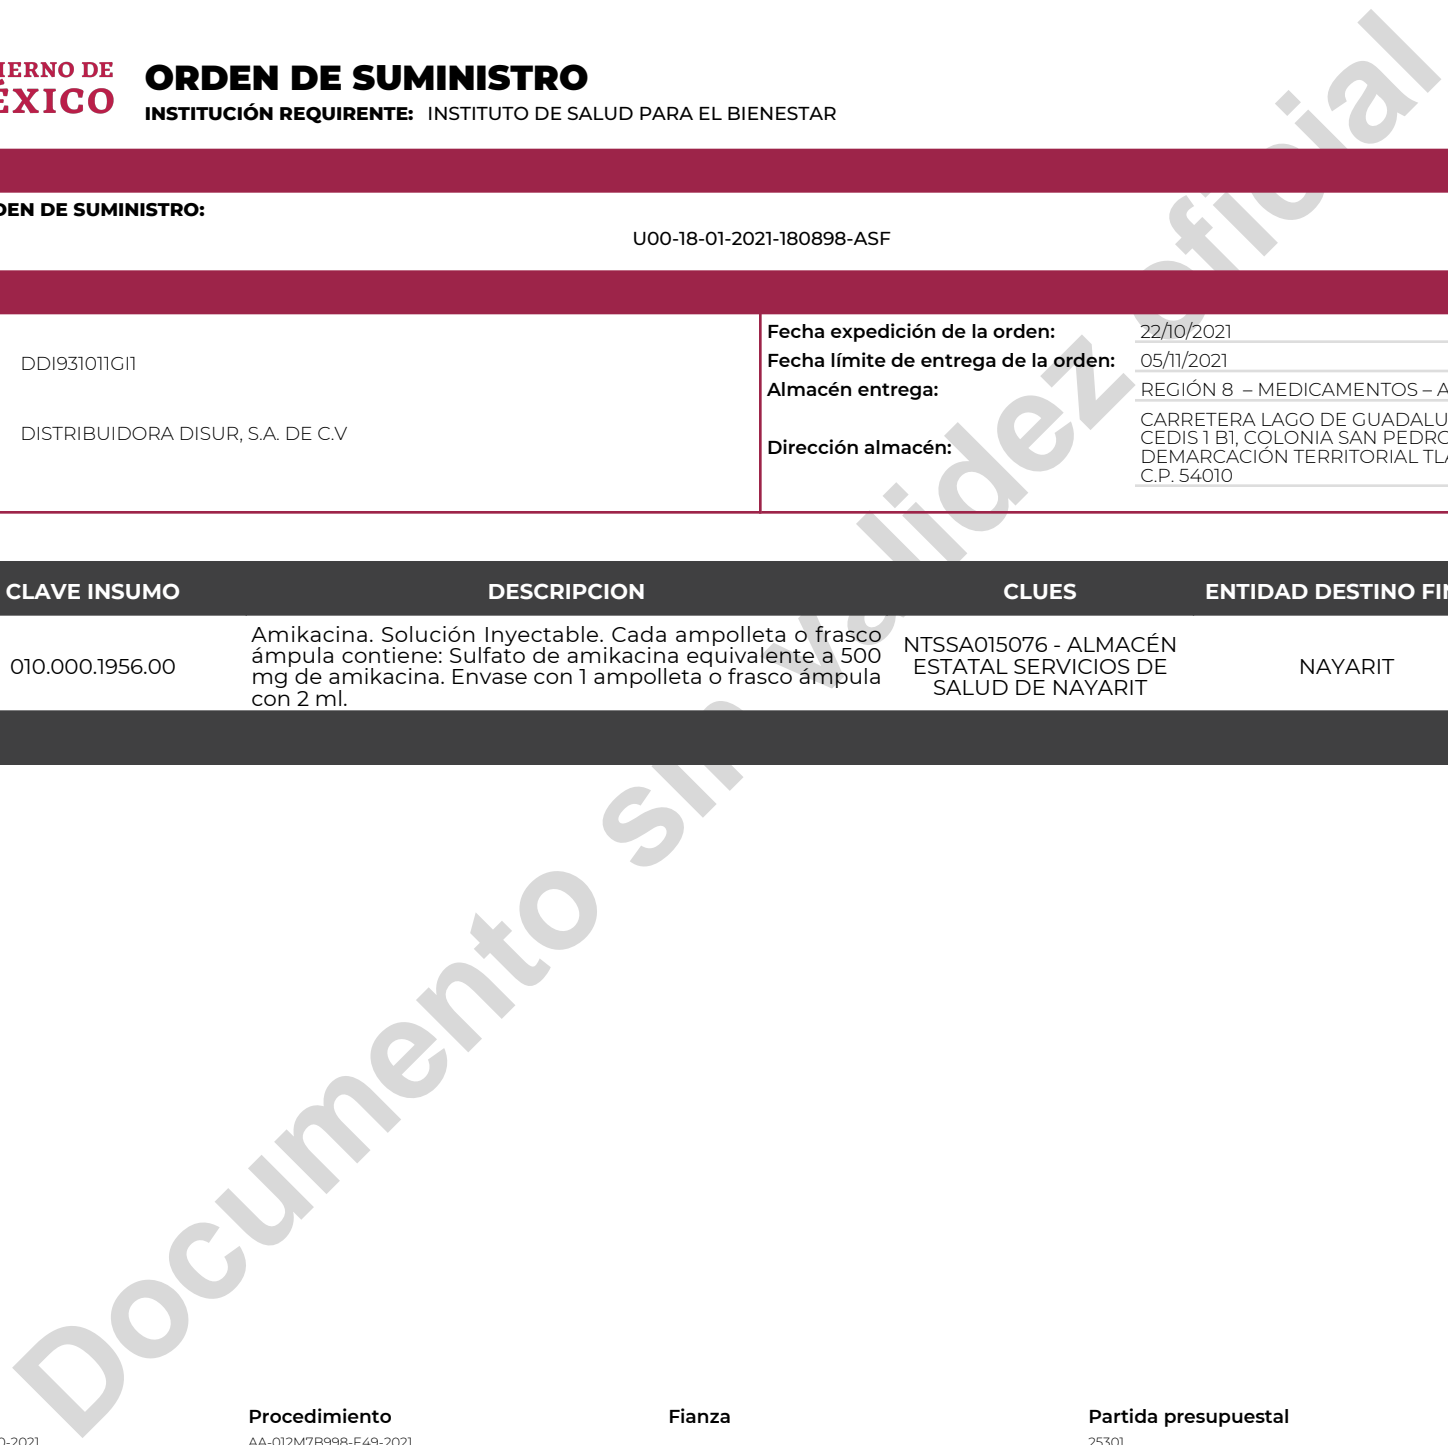 IERNO DE
ÉXICO
ORDEN DE SUMINISTRO
INSTITUCIÓN REQUIRENTE: INSTITUTO DE SALUD PARA EL BIENESTAR
DEN DE SUMINISTRO:
U00-18-01-2021-180898-ASF
DDI931011GI1
DISTRIBUIDORA DISUR, S.A. DE C.V
Fecha expedición de la orden: 22/10/2021
Fecha límite de entrega de la orden: 05/11/2021
Almacén entrega: REGIÓN 8 – MEDICAMENTOS – A
Dirección almacén:
CARRETERA LAGO DE GUADALU
CEDIS 1 B1, COLONIA SAN PEDRO
DEMARCACIÓN TERRITORIAL TLA
C.P. 54010
CLAVE INSUMO DESCRIPCION CLUES ENTIDAD DESTINO FIN
010.000.1956.00
Amikacina. Solución Inyectable. Cada ampolleta o frasco
ámpula contiene: Sulfato de amikacina equivalente a 500
mg de amikacina. Envase con 1 ampolleta o frasco ámpula
con 2 ml.
NTSSA015076 - ALMACÉN
ESTATAL SERVICIOS DE
SALUD DE NAYARIT
NAYARIT
Documento sin validez oficial
Procedimiento Fianza Partida presupuestal
0-2021 AA-012M7B998-E49-2021 25301